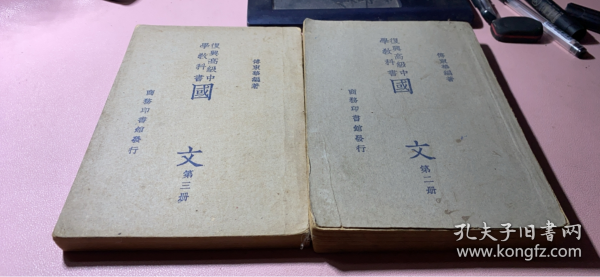 傅東華編著
復興高級中
學教科書
國文
第三册
商務印書館發行
傅東華編著
復興高級中
學教科書
國文
第二册
商務印書館發行
孔夫子旧书网
www.kongfz.com